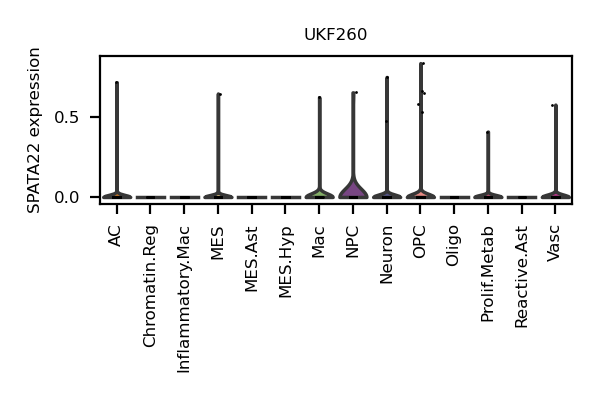 UKF260
SPATA22 expression
0.5
0.0
AC
Chromatin.Reg
Inflammatory.Mac
MES
MES.Ast
MES.Hyp
Mac
NPC
Neuron
OPC
Oligo
Prolif.Metab
Reactive.Ast
Vasc